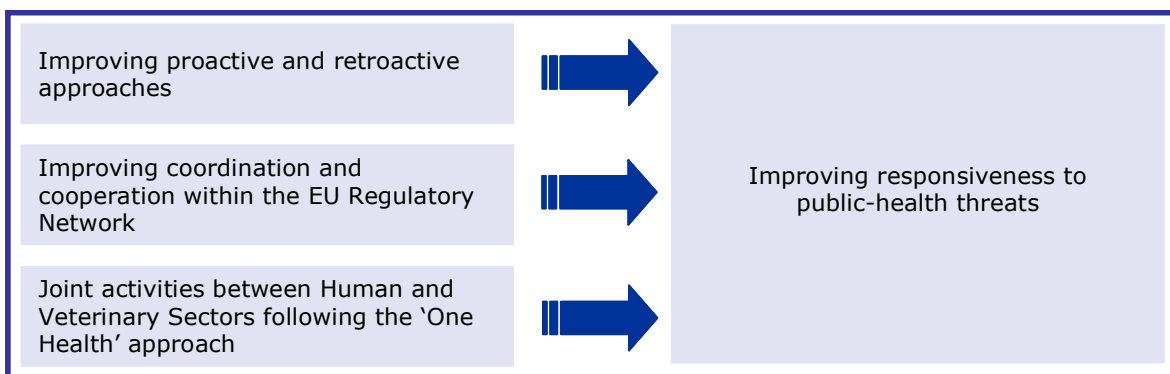 Improving proactive and retroactive
approaches
Improving coordination and
cooperation within the EU Regulatory
Network
Joint activities between Human and
Veterinary Sectors following the ‘One
Health’ approach
Improving responsiveness to
public-health threats